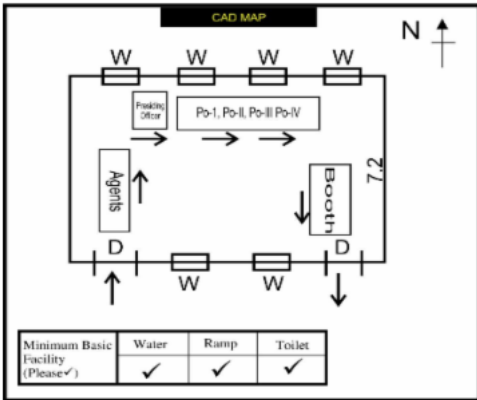 CAD MAP
N
W W W W
Presiding
Officer
Po-1, Po-II, Po-III Po-IV
Agents
Booth
7.2
D
D
W W
Minimum Basic
Facility
(Please✓)
Water Ramp Toilet
✓ ✓ ✓